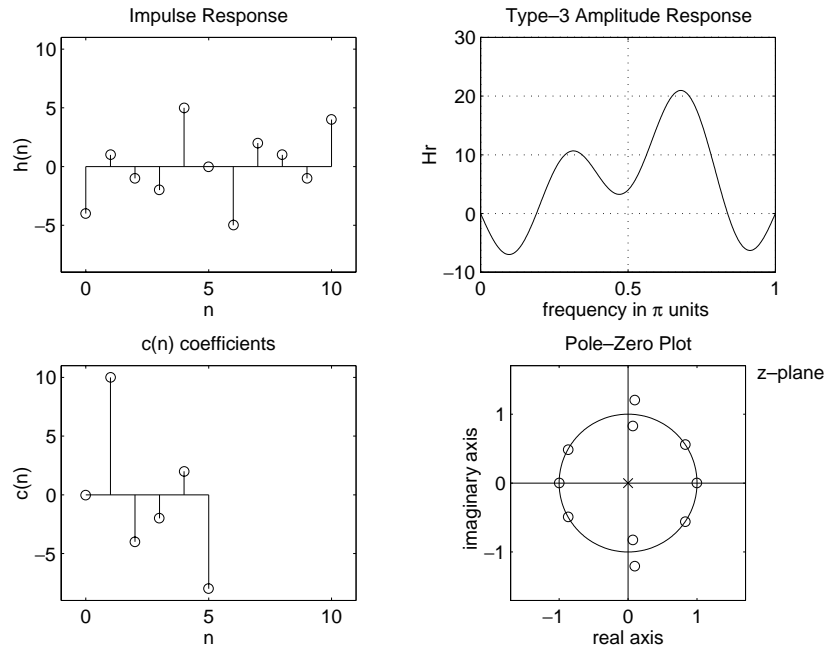 Impulse Response
10
5
0
−5
h(n)
0
5
10
n
Type−3 Amplitude Response
30
20
10
0
−10
Hr
0
0.5
1
frequency in π units
c(n) coefficients
10
5
0
−5
c(n)
0
5
10
n
Pole−Zero Plot
z−plane
1
0
−1
imaginary axis
−1
0
1
real axis